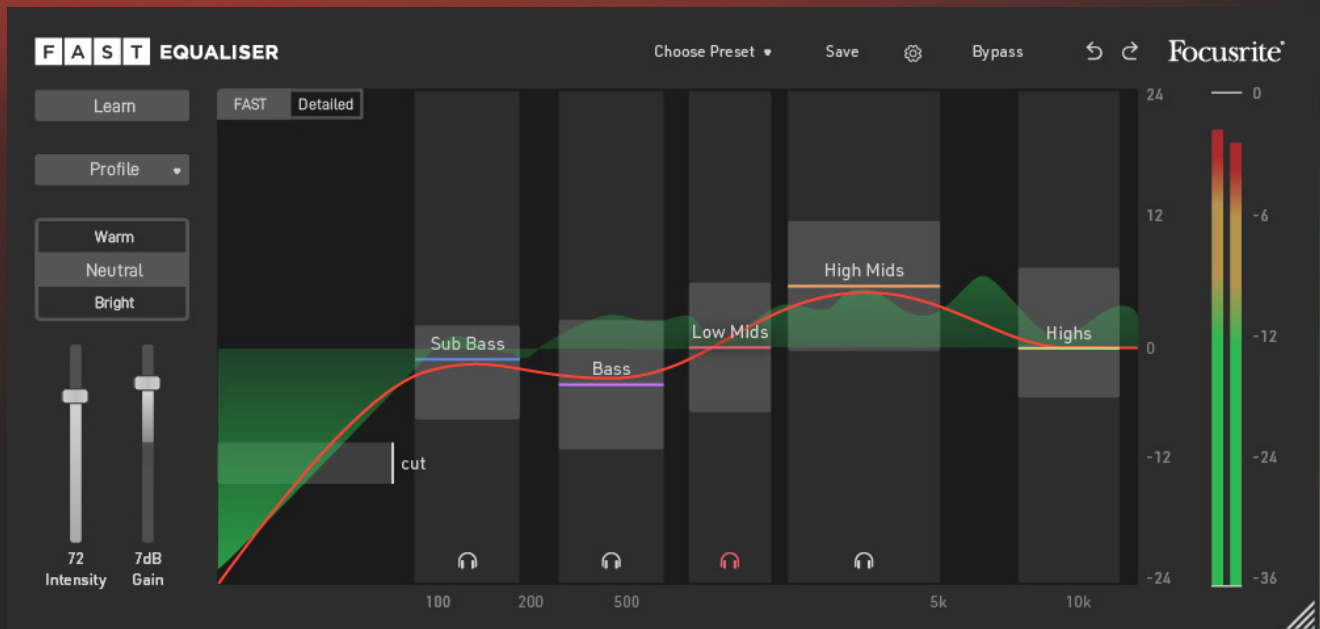 FAST EQUALISER
Choose Preset
Save
Bypass
Focusrite
Learn
Profile
Warm
Neutral
Bright
72
Intensity
7dB
Gain
FAST
Detailed
Sub Bass
Bass
Low Mids
High Mids
Highs
cut
100
200
500
5k
10k
24
12
0
-12
-24
0
-6
-12
-24
-36